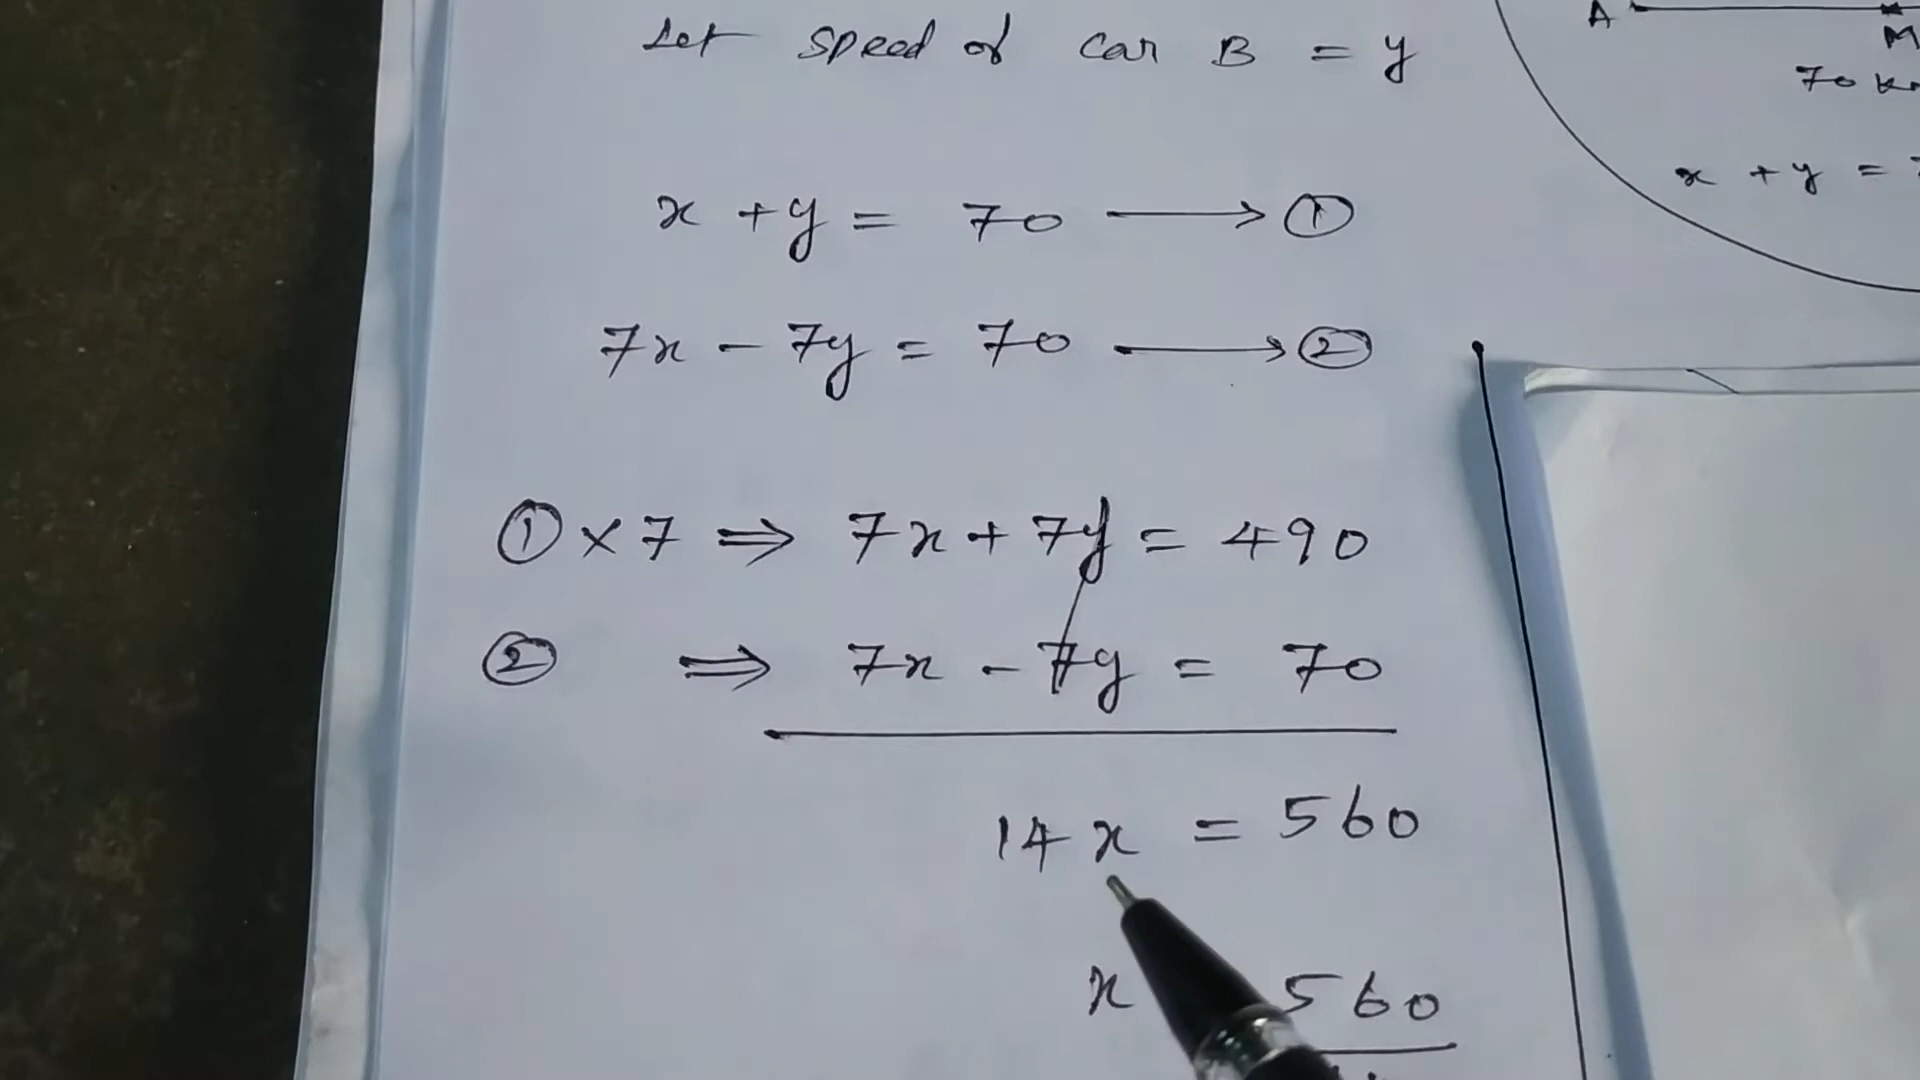 Let speed of car B = y
x + y = 70 ⟶ ①
7x - 7y = 70 ⟶ ②
① × 7 ⇒ 7x + 7y = 490
② ⇒ 7x - 7y = 70
14x = 560
x 560
A
M
70
x + y =